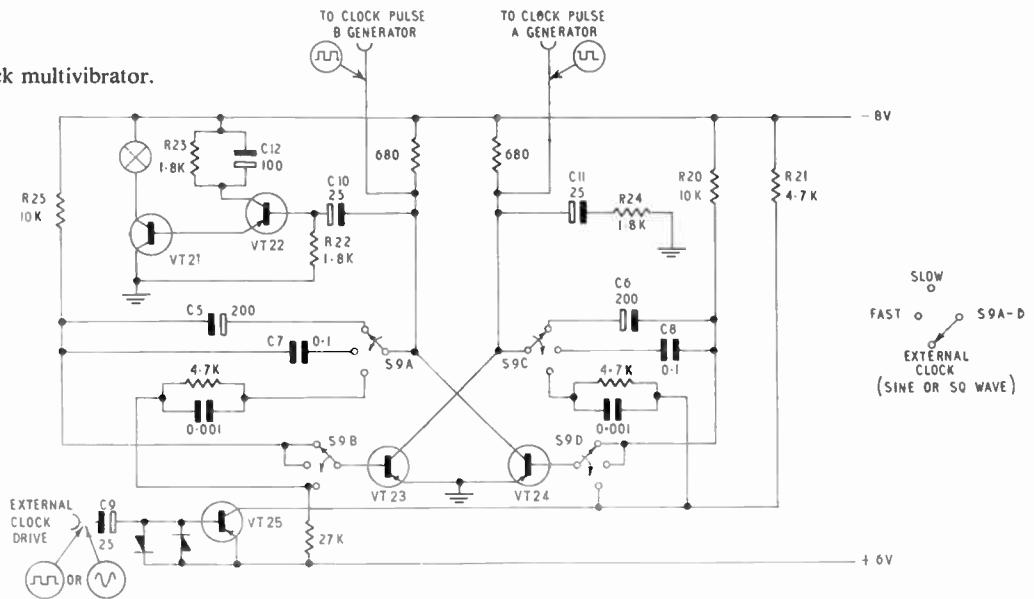 TO CLOCK PULSE
B GENERATOR
TO CLOCK PULSE
A GENERATOR
ck multivibrator.
- 8V
R23
1.8K
C12
100
680
680
R20
10K
R21
4.7K
R25
10K
C10
25
C11
25
R24
1.8K
VT21
VT22
R22
1.8K
C5
200
C6
200
C7
0.1
C8
0.1
S9A
S9C
4.7K
0.001
4.7K
0.001
SLOW
FAST
S9A-D
EXTERNAL
CLOCK
(SINE OR SQ WAVE)
S9B
S9D
VT23
VT24
EXTERNAL
CLOCK
DRIVE
C9
25
VT25
27K
+ 6V
OR